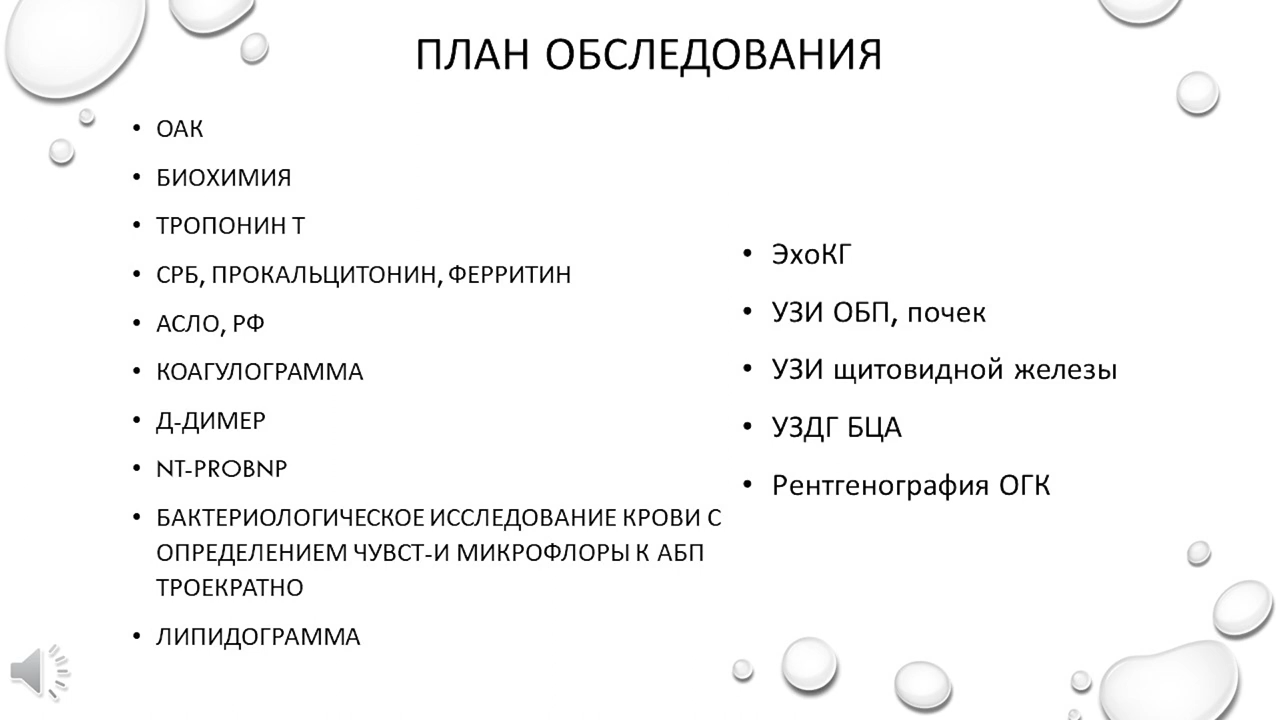 ПЛАН ОБСЛЕДОВАНИЯ
• ОАК
• БИОХИМИЯ
• ТРОПОНИН Т
• СРБ, ПРОКАЛЬЦИТОНИН, ФЕРРИТИН
• АСЛО, РФ
• КОАГУЛОГРАММА
• Д-ДИМЕР
• NT-PROBNP
• БАКТЕРИОЛОГИЧЕСКОЕ ИССЛЕДОВАНИЕ КРОВИ С
ОПРЕДЕЛЕНИЕМ ЧУВСТ-И МИКРОФЛОРЫ К АБП
ТРОЕКРАТНО
• ЛИПИДОГРАММА
• ЭхоКГ
• УЗИ ОБП, почек
• УЗИ щитовидной железы
• УЗДГ БЦА
• Рентгенография ОГК